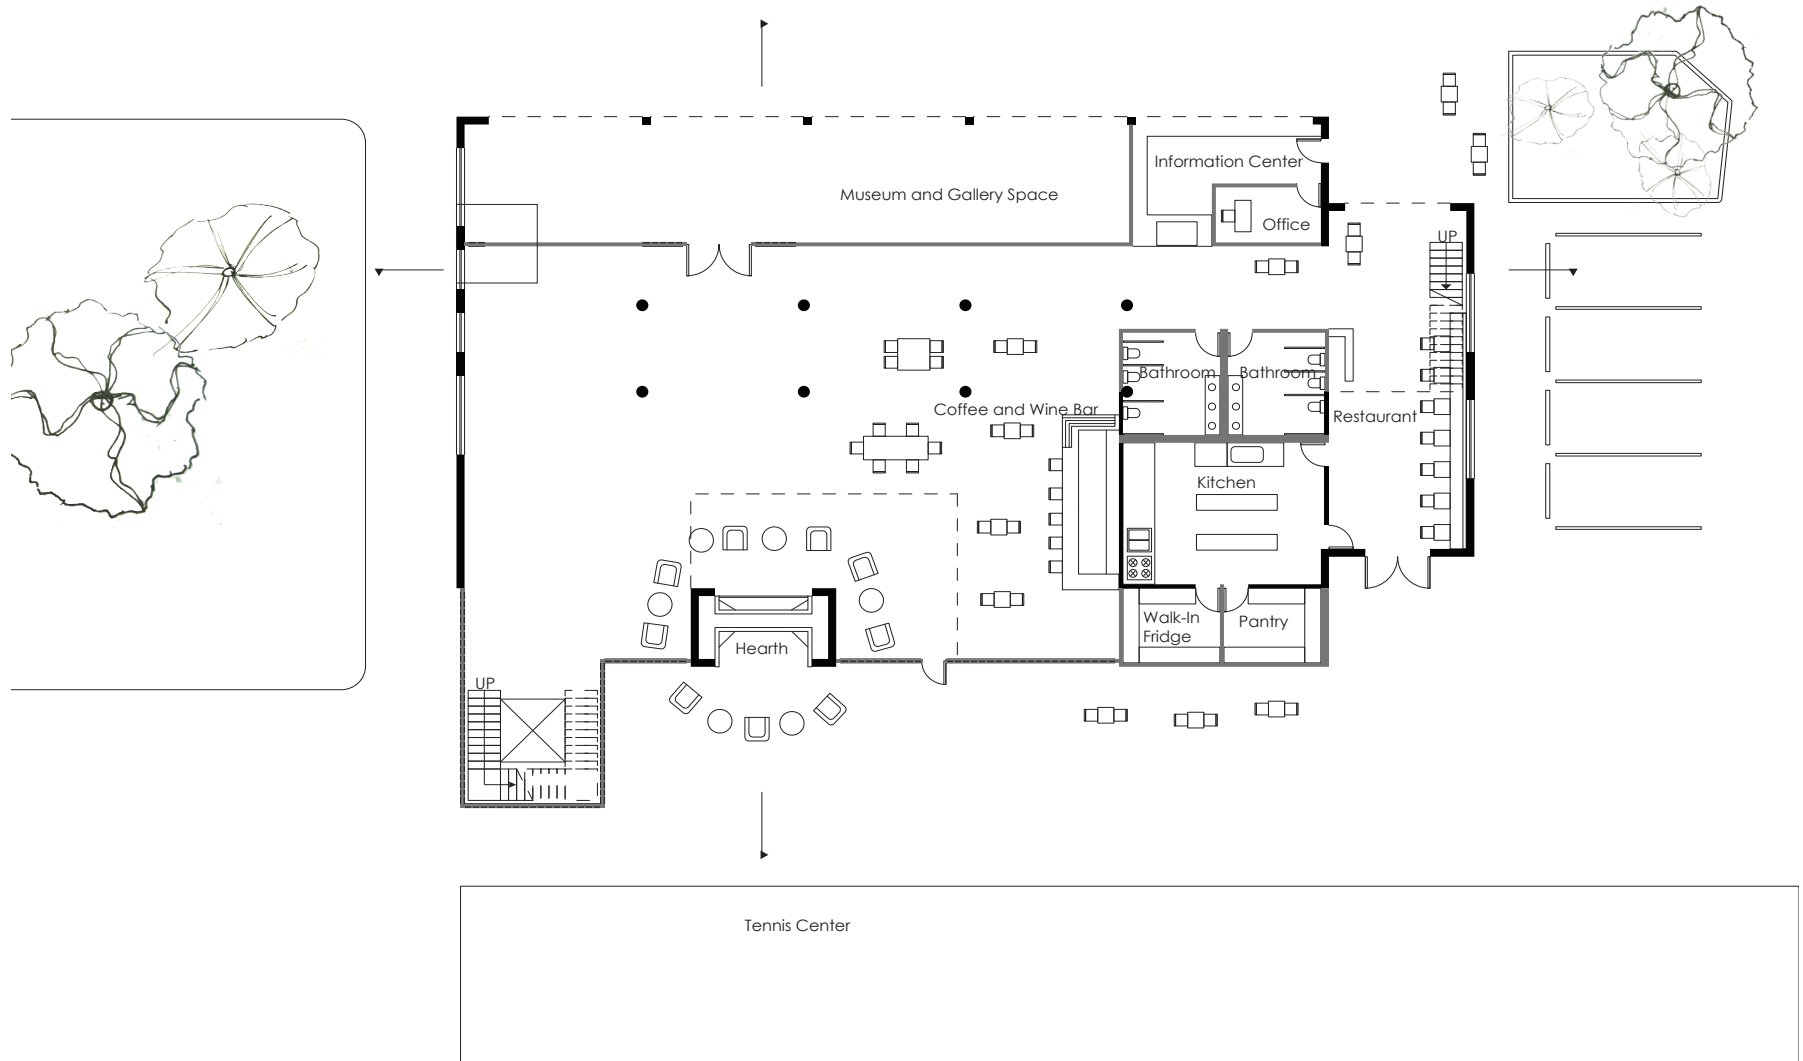 Information Center
Museum and Gallery Space
Office
UP
Bathroom
Bathroom
Coffee and Wine Bar
Restaurant
Kitchen
Walk-In
Fridge
Pantry
Hearth
UP
Tennis Center